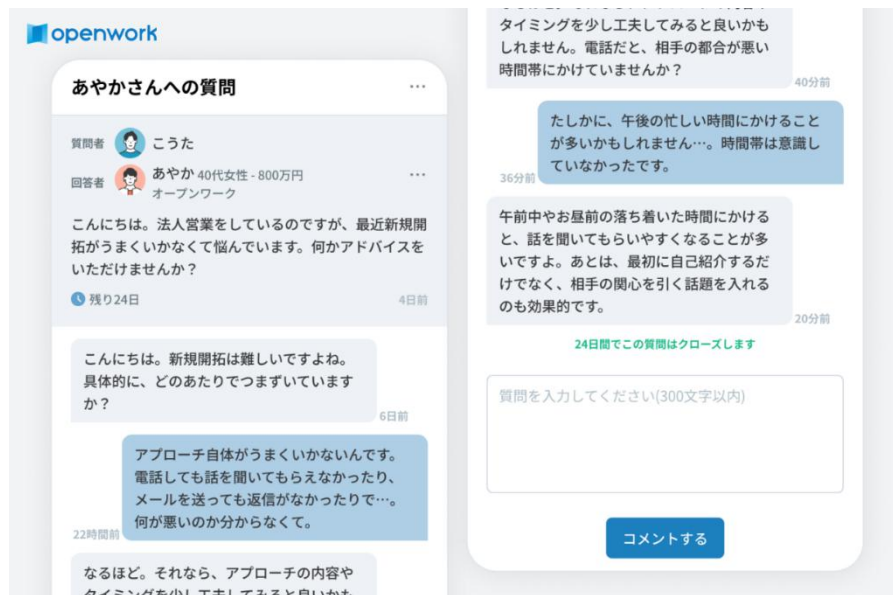 openwork
あやかさんへの質問
質問者 こうた
回答者 あやか 40代女性 - 800万円
オープンワーク
こんにちは。法人営業をしているのですが、最近新規開
拓がうまくいかなくて悩んでいます。何かアドバイスを
いただけませんか？
残り24日
4日前
こんにちは。新規開拓は難しいですよね。
具体的に、どのあたりでつまずいています
か？
6日前
アプローチ自体がうまくいかないんです。
電話しても話を聞いてもらえなかったり、
メールを送っても返信がなかったりで…。
何が悪いのか分からなくて。
22時間前
なるほど。それなら、アプローチの内容や
タイミングを少し工夫してみると良いかも
タイミングを少し工夫してみると良いかも
しれません。電話だと、相手の都合が悪い
時間帯にかけていませんか？
40分前
たしかに、午後の忙しい時間にかけること
が多いかもしれません…。時間帯は意識し
ていなかったです。
36分前
午前中やお昼前の落ち着いた時間にかける
と、話を聞いてもらいやすくなることが多
いですよ。あとは、最初に自己紹介するだ
けでなく、相手の関心を引く話題を入れる
のも効果的です。
20分前
24日間でこの質問はクローズします
質問を入力してください(300文字以内)
コメントする